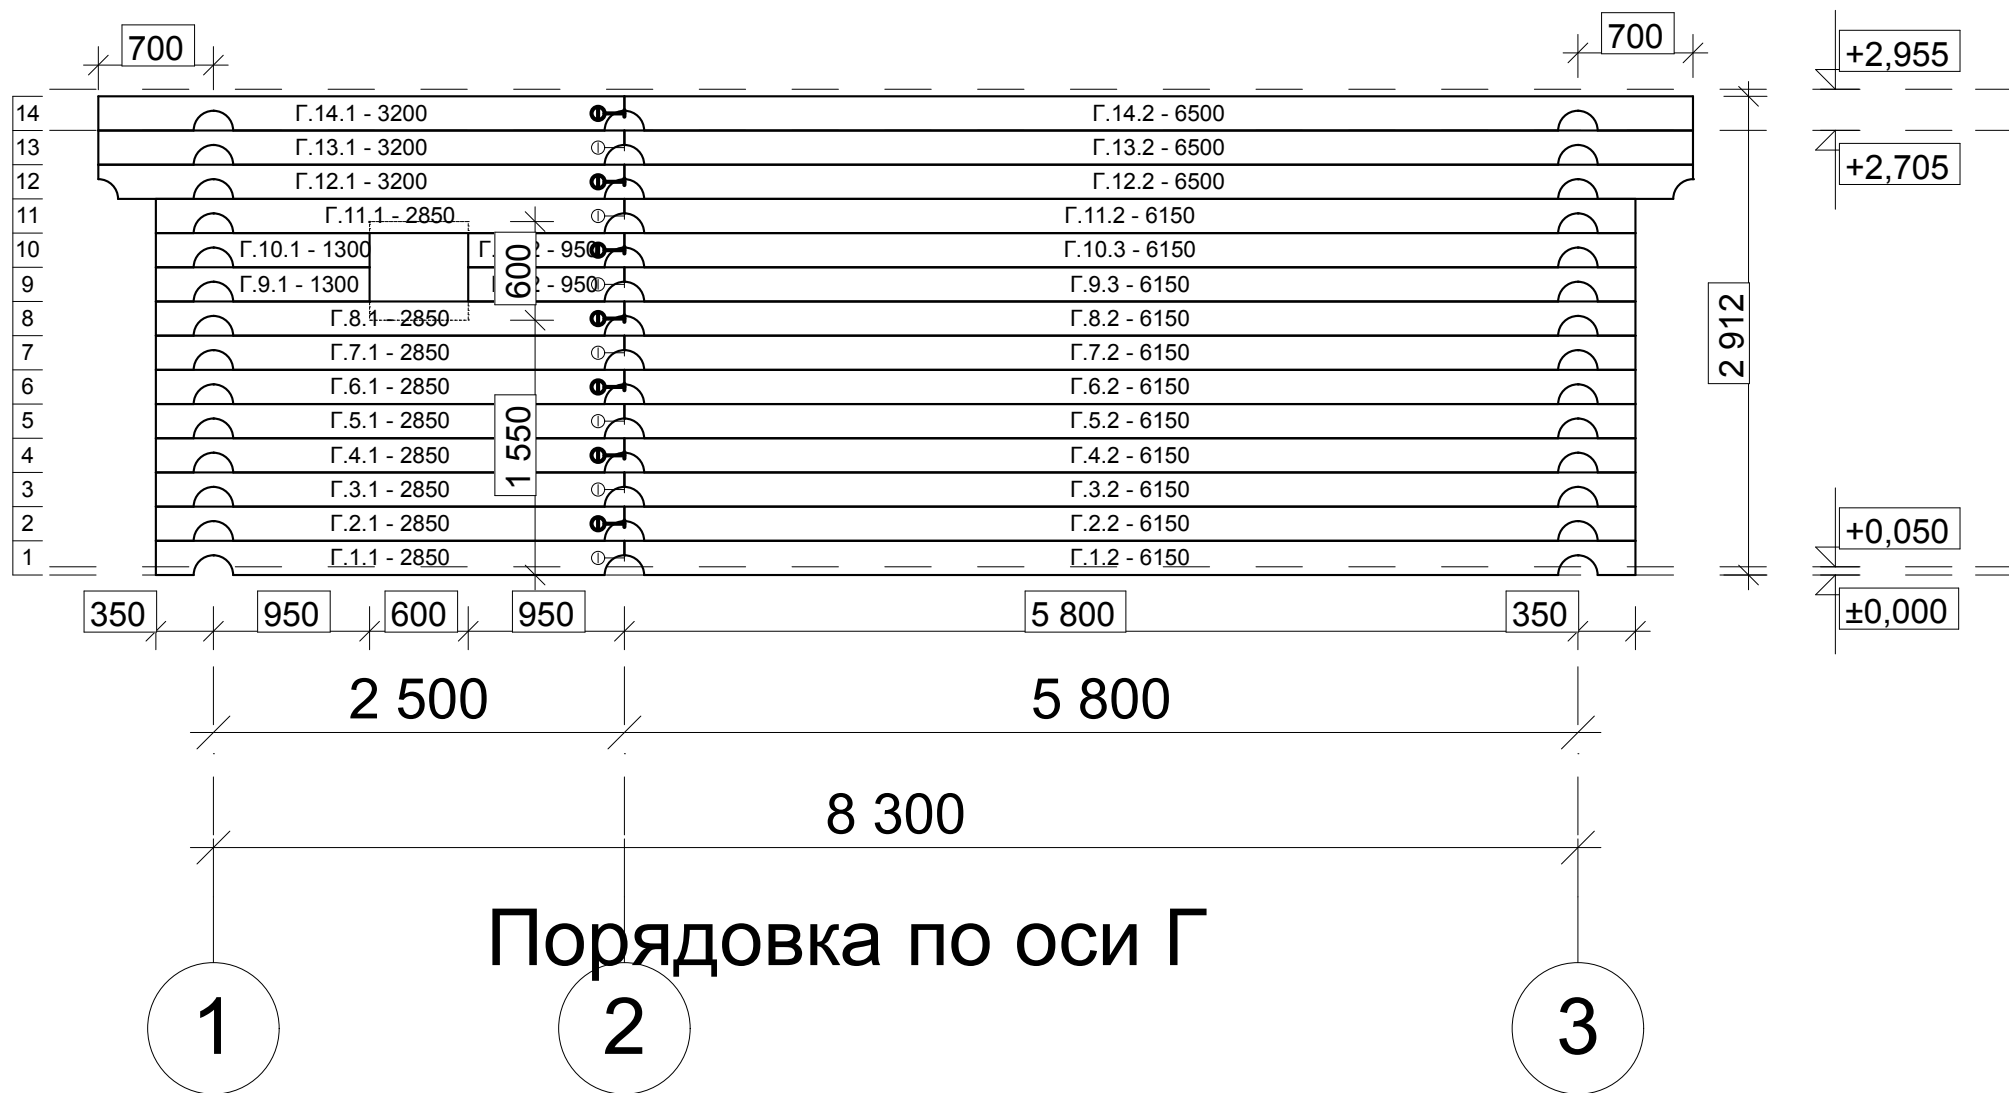 700
700
+2,955
14
Г.14.1 - 3200
Г.14.2 - 6500
13
Г.13.1 - 3200
Г.13.2 - 6500
+2,705
12
Г.12.1 - 3200
Г.12.2 - 6500
11
Г.11.1 - 2850
Г.11.2 - 6150
10
Г.10.1 - 1300
- 950
Г.10.3 - 6150
600
9
Г.9.1 - 1300
- 950
Г.9.3 - 6150
8
Г.8.1 - 2850
Г.8.2 - 6150
2 912
7
Г.7.1 - 2850
Г.7.2 - 6150
6
Г.6.1 - 2850
Г.6.2 - 6150
5
Г.5.1 - 2850
1 550
Г.5.2 - 6150
4
Г.4.1 - 2850
Г.4.2 - 6150
3
Г.3.1 - 2850
Г.3.2 - 6150
2
Г.2.1 - 2850
Г.2.2 - 6150
+0,050
1
Г.1.1 - 2850
Г.1.2 - 6150
±0,000
350
950
600
950
5 800
350
2 500
5 800
8 300
Порядовка по оси Г
1
2
3